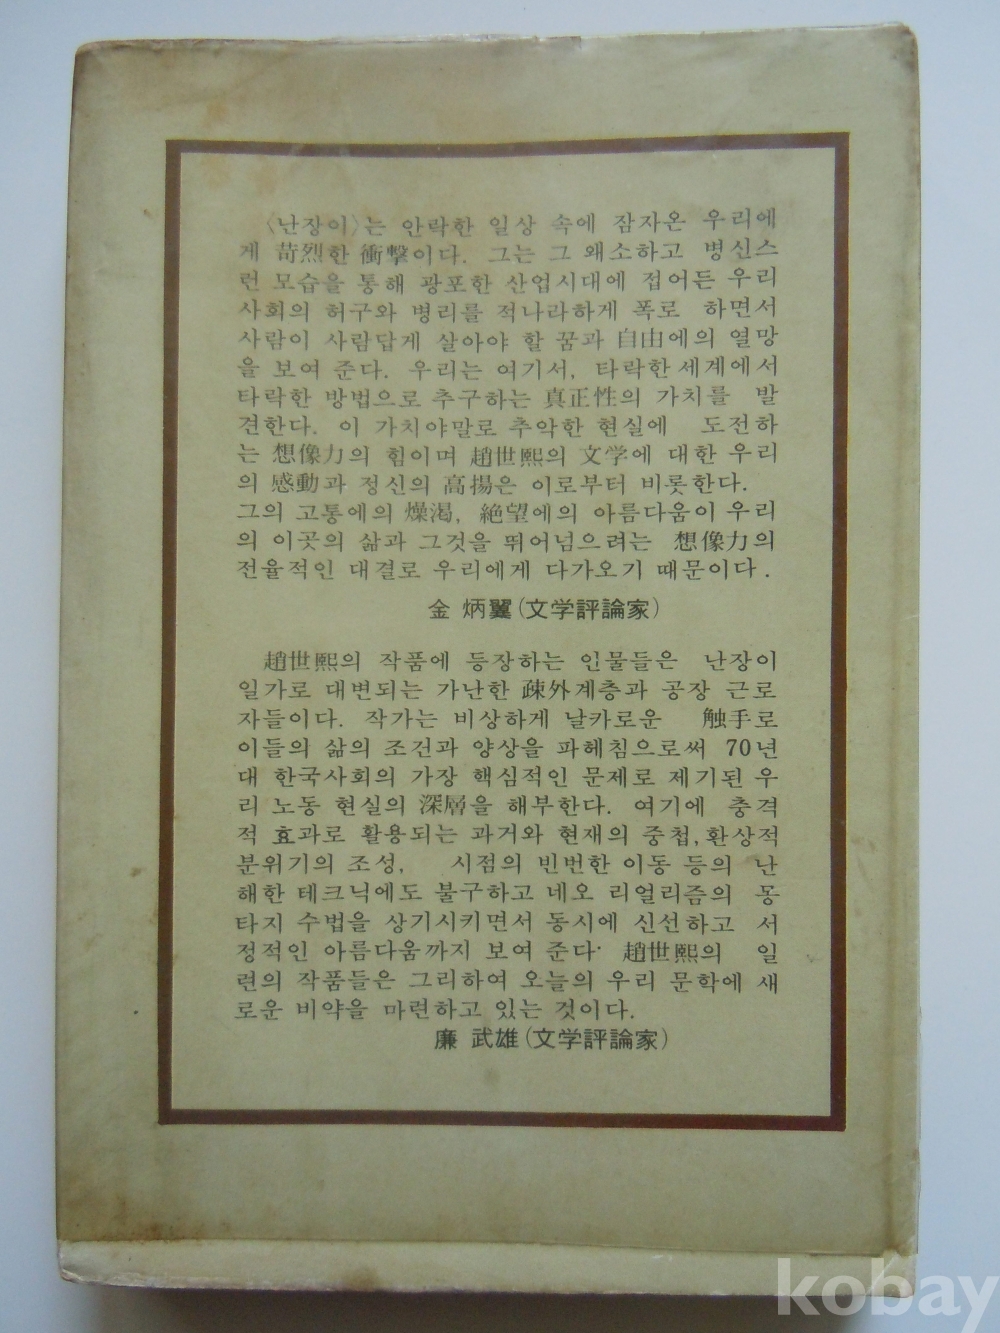 〈난장이〉는 안락한 일상 속에 잠자온 우리에
게 苛烈한 衝擊이다. 그는 그 왜소하고 병신스
런 모습을 통해 광포한 산업시대에 접어든 우리
사회의 허구와 병리를 적나라하게 폭로 하면서
사람이 사람답게 살아야 할 꿈과 自由에의 열망
을 보여 준다. 우리는 여기서, 타락한 세계에서
타락한 방법으로 추구하는 真正性의 가치를 발
견한다. 이 가치야말로 추악한 현실에 도전하
는 想像力의 힘이며 趙世熙의 文学에 대한 우리
의 感動과 정신의 高揚은 이로부터 비롯한다.
그의 고통에의 燥渴, 絶望에의 아름다움이 우리
의 이곳의 삶과 그것을 뛰어넘으려는 想像力의
전율적인 대결로 우리에게 다가오기 때문이다.
金 炳翼(文学評論家)
趙世熙의 작품에 등장하는 인물들은 난장이
일가로 대변되는 가난한 疎外계층과 공장 근로
자들이다. 작가는 비상하게 날카로운 触手로
이들의 삶의 조건과 양상을 파헤침으로써 70년
대 한국사회의 가장 핵심적인 문제로 제기된 우
리 노동 현실의 深層을 해부한다. 여기에 충격
적 효과로 활용되는 과거와 현재의 중첩, 환상적
분위기의 조성, 시점의 빈번한 이동 등의 난
해한 테크닉에도 불구하고 네오 리얼리즘의 몽
타지 수법을 상기시키면서 동시에 신선하고 서
정적인 아름다움까지 보여 준다· 趙世熙의 일
련의 작품들은 그리하여 오늘의 우리 문학에 새
로운 비약을 마련하고 있는 것이다.
廉 武雄(文学評論家)
kobay